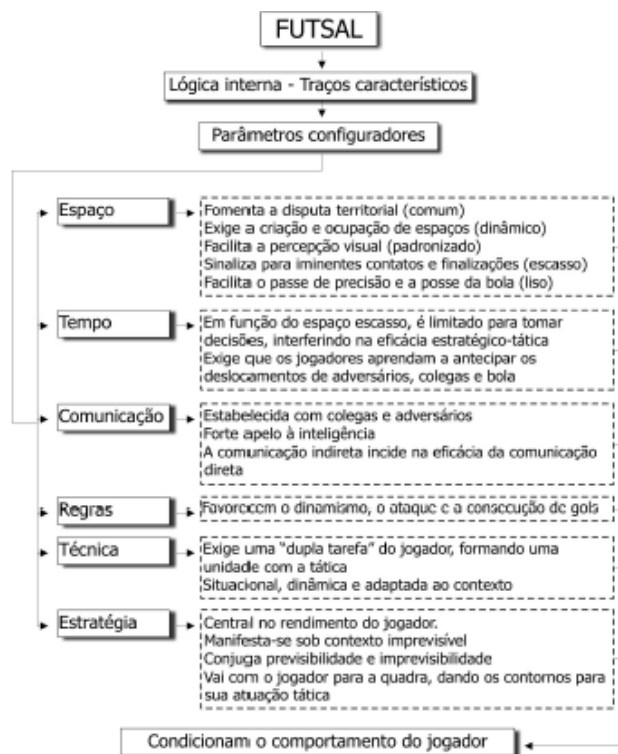 FUTSAL
Lógica interna - Traços característicos
Parâmetros configuradores
Espaço
Fomenta a disputa territorial (comum)
Exige a criação e ocupação de espaços (dinâmico)
Facilita a percepção visual (padronizado)
Sinaliza para iminentes contatos e finalizações (escasso)
Facilita o passe de precisão e a posse da bola (liso)
Tempo
Em função do espaço escasso, é limitado para tomar
decisões, interferindo na eficácia estratégico-tática
Exige que os jogadores aprendam a antecipar os
deslocamentos de adversários, colegas e bola
Comunicação
Estabelecida com colegas e adversários
Forte apelo à inteligência
A comunicação indireta incide na eficácia da comunicação
direta
Regras
Favorecem o dinamismo, o ataque e a consecução de gols
Técnica
Exige uma "dupla tarefa" do jogador, formando uma
unidade com a tática
Situacional, dinâmica e adaptada ao contexto
Estratégia
Central no rendimento do jogador.
Manifesta-se sob contexto imprevisível
Conjuga previsibilidade e imprevisibilidade
Vai com o jogador para a quadra, dando os contornos para
sua atuação tática
Condicionam o comportamento do jogador